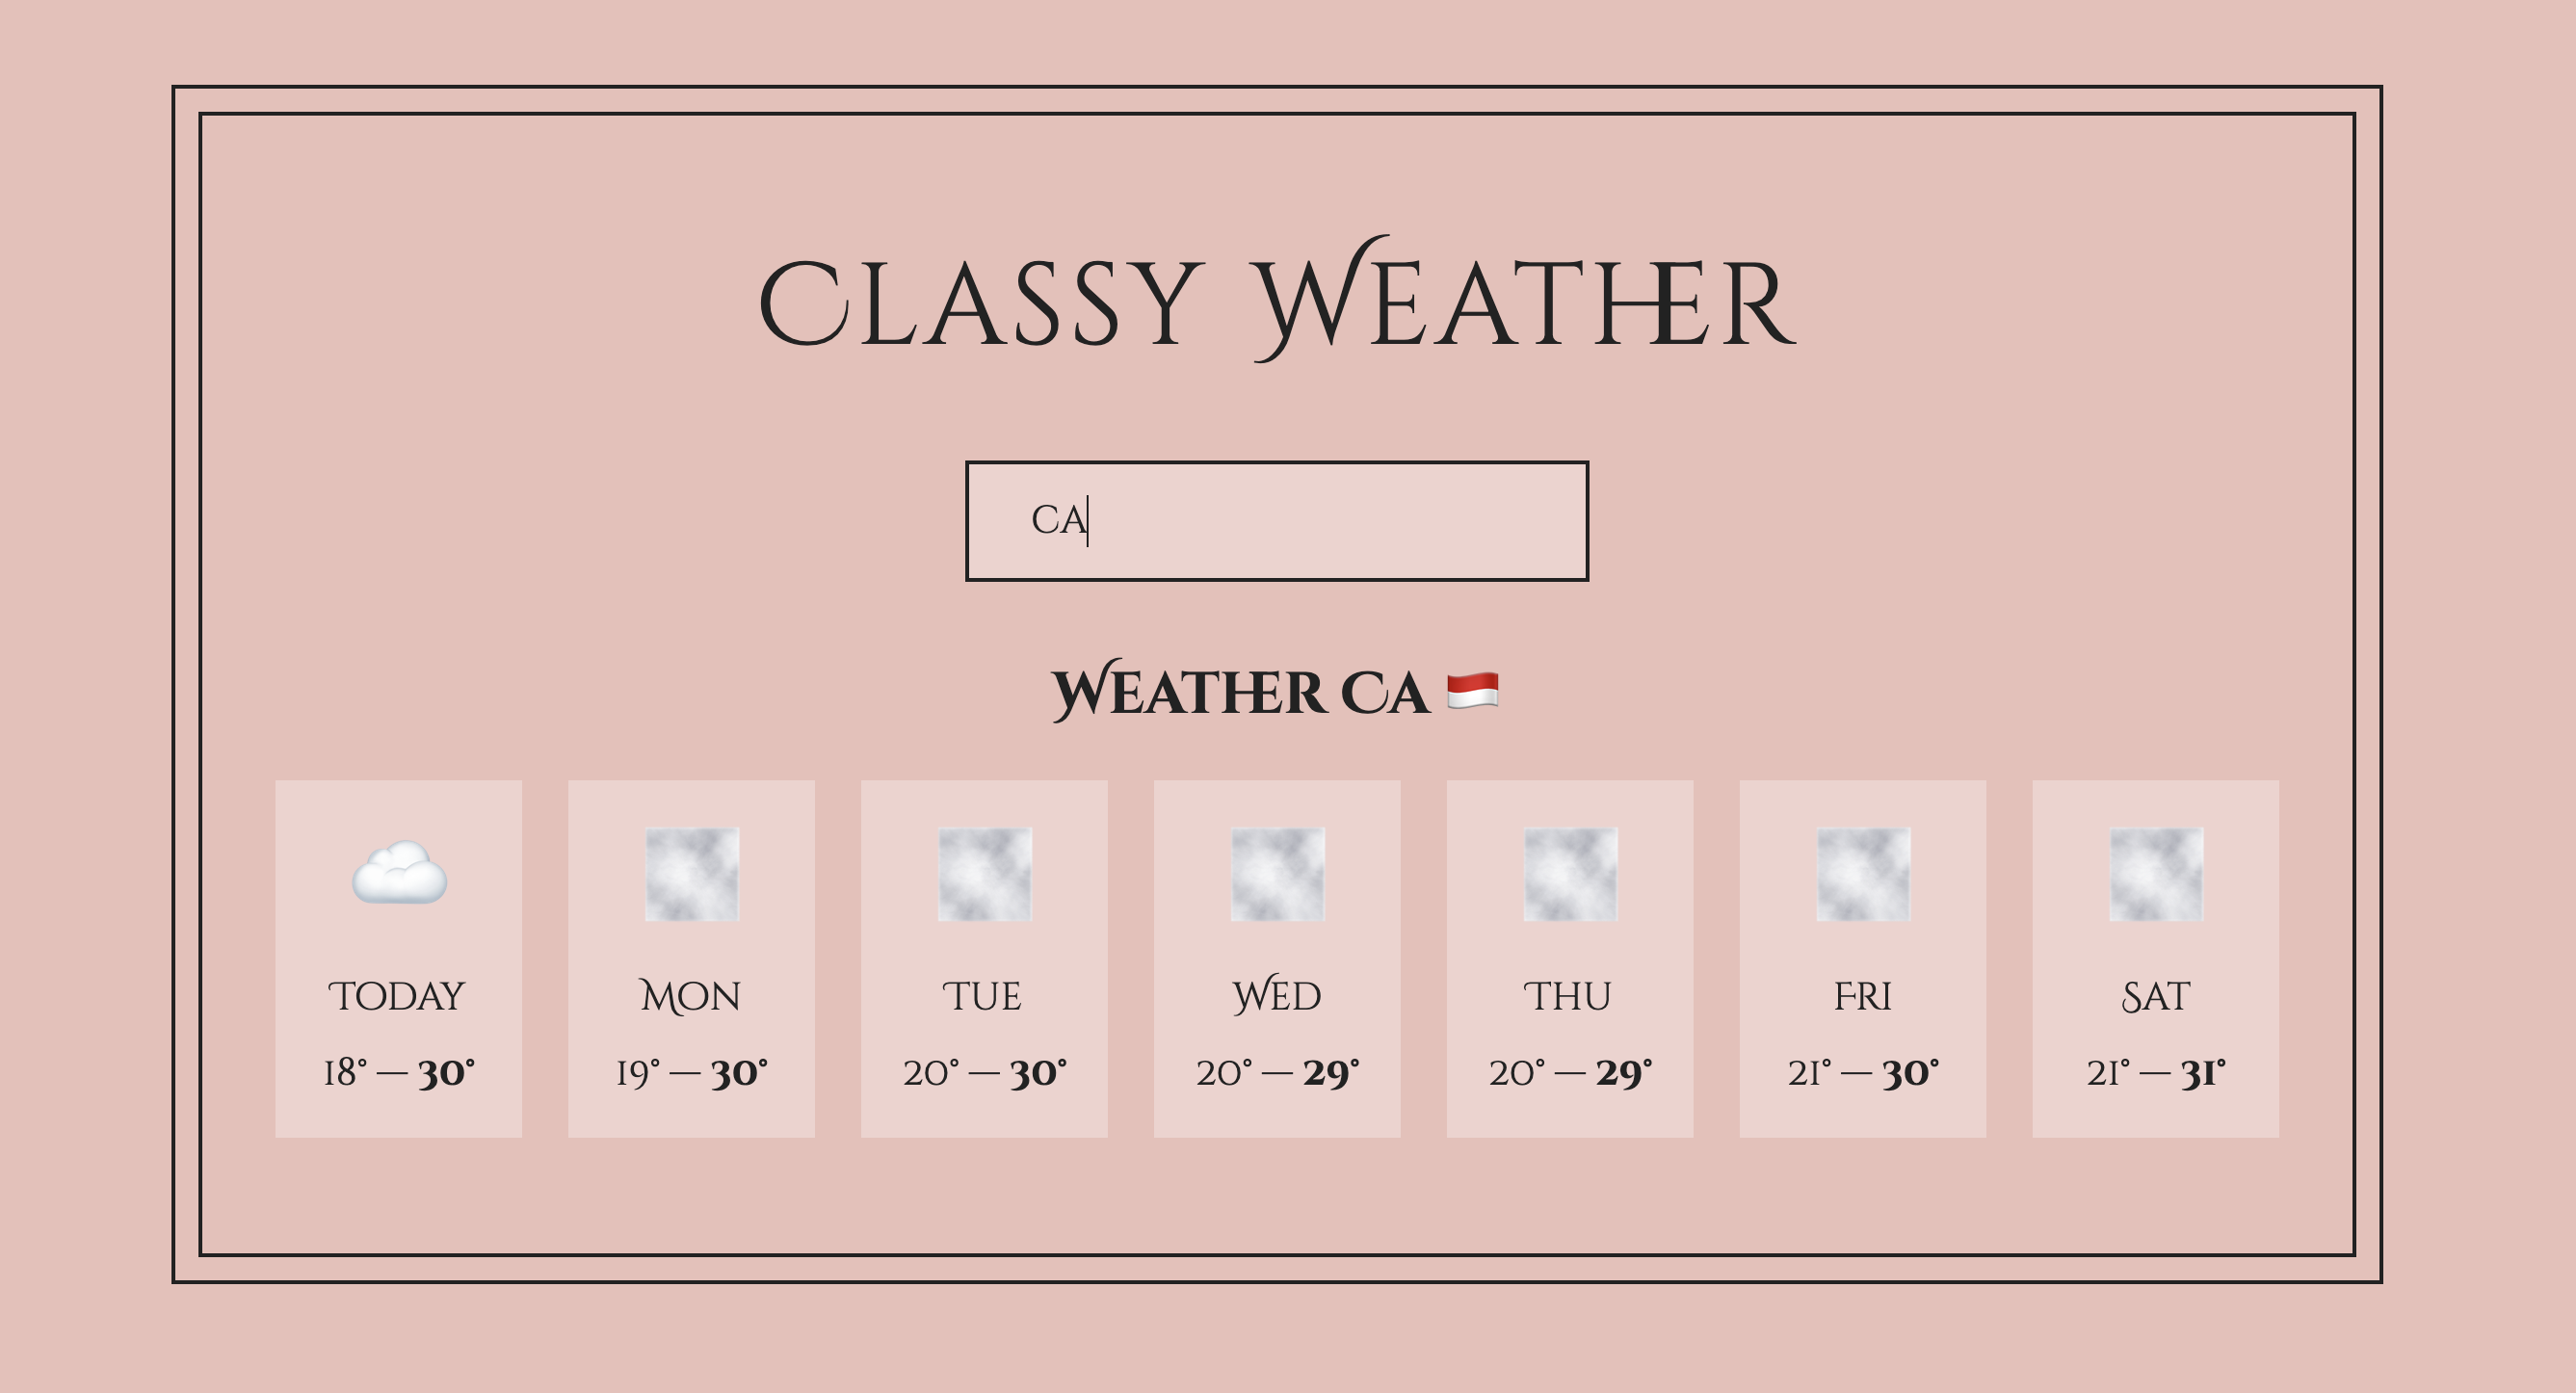 Classy Weather
CA
Weather Ca 🇮🇩
Today Mon Tue Wed Thu Fri Sat
18° — 30° 19° — 30° 20° — 30° 20° — 29° 20° — 29° 21° — 30° 21° — 31°